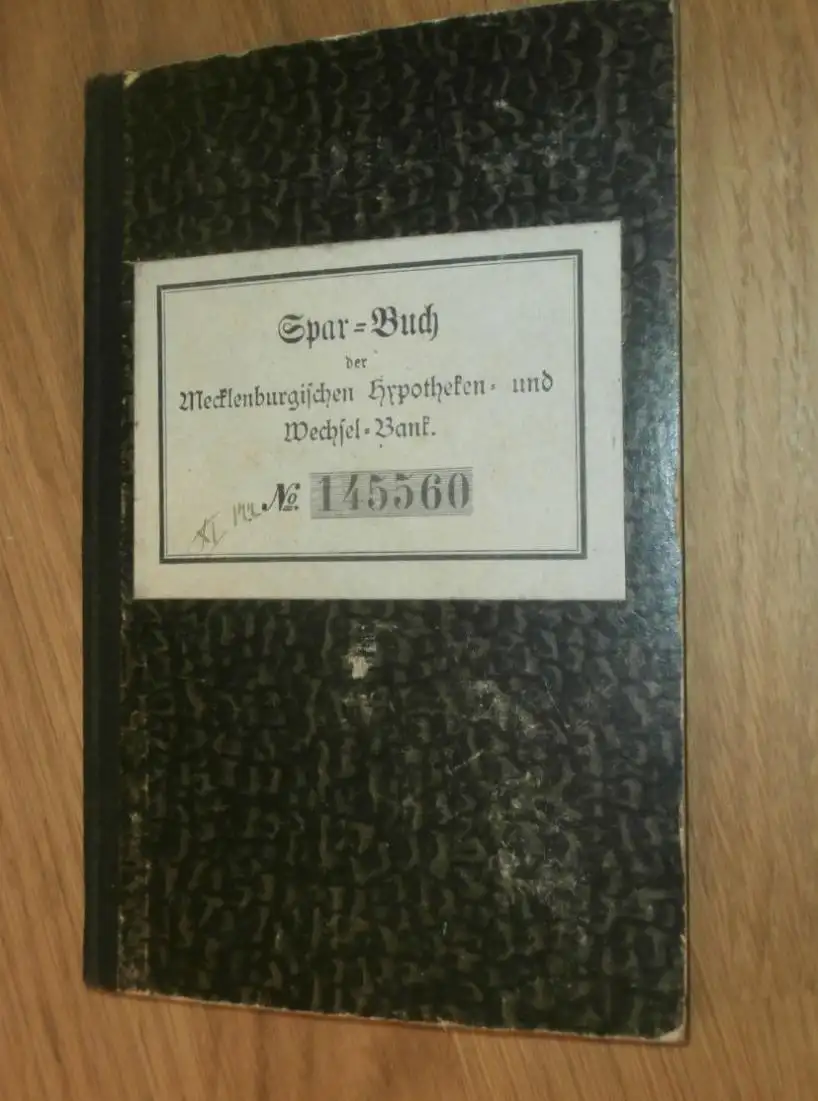 Spar=Buch
der
Mecklenburgischen Hypotheken= und
Wechsel=Bank.
No. 145560